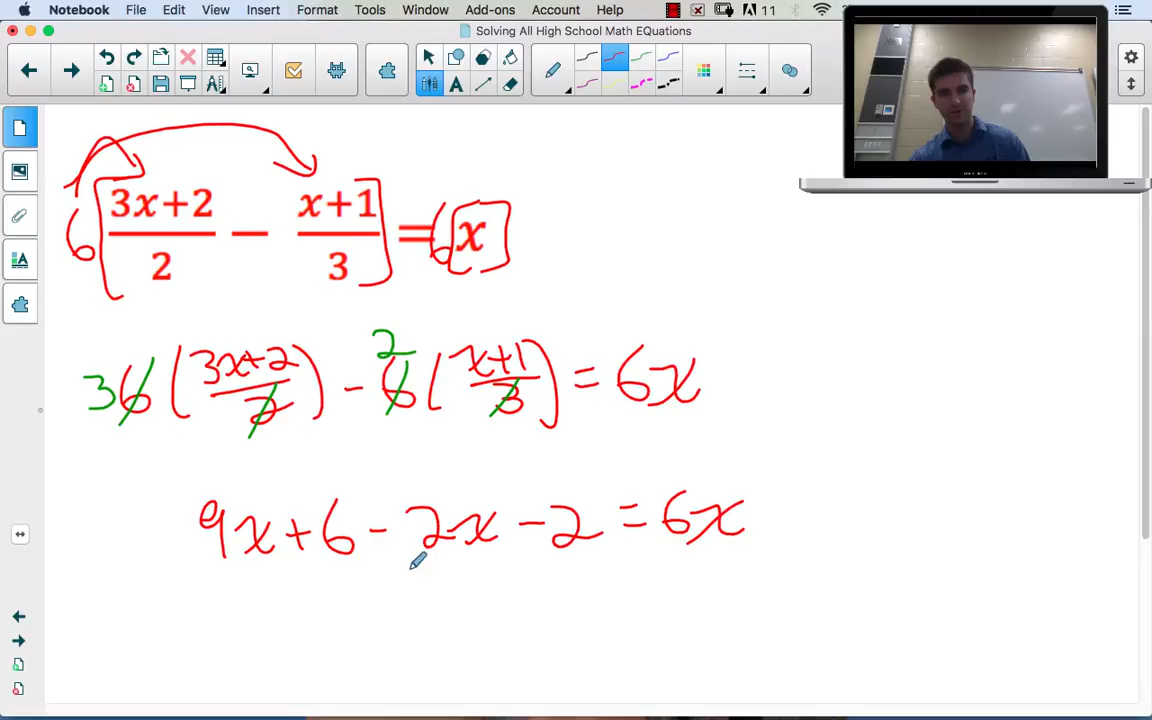 Notebook File Edit View Insert Format Tools Window Add-ons Account Help 11
Solving All High School Math EQuations
6[(3x+2)/2 − (x+1)/3] = 6[x]
3 6((3x+2)/2) − 2 6((x+1)/3) = 6x
9x+6-2x-2=6x